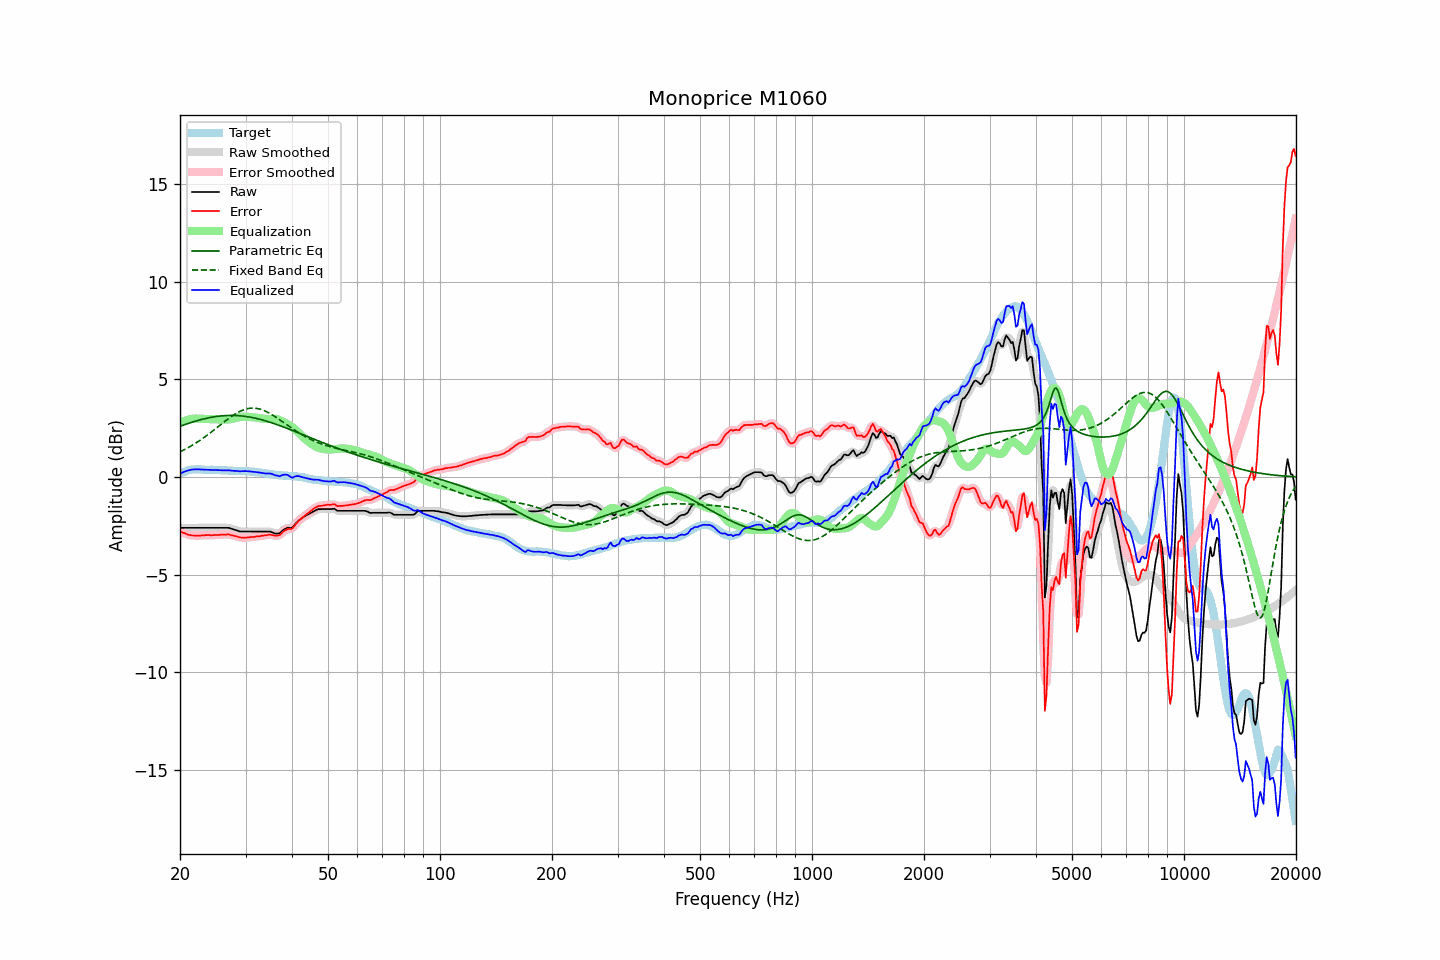 Monoprice M1060
Target
Raw Smoothed
Error Smoothed
Raw
Error
Equalization
Parametric Eq
Fixed Band Eq
Equalized
15
10
5
0
−5
−10
−15
Amplitude (dBr)
20 50 100 200 500 1000 2000 5000 10000 20000
Frequency (Hz)